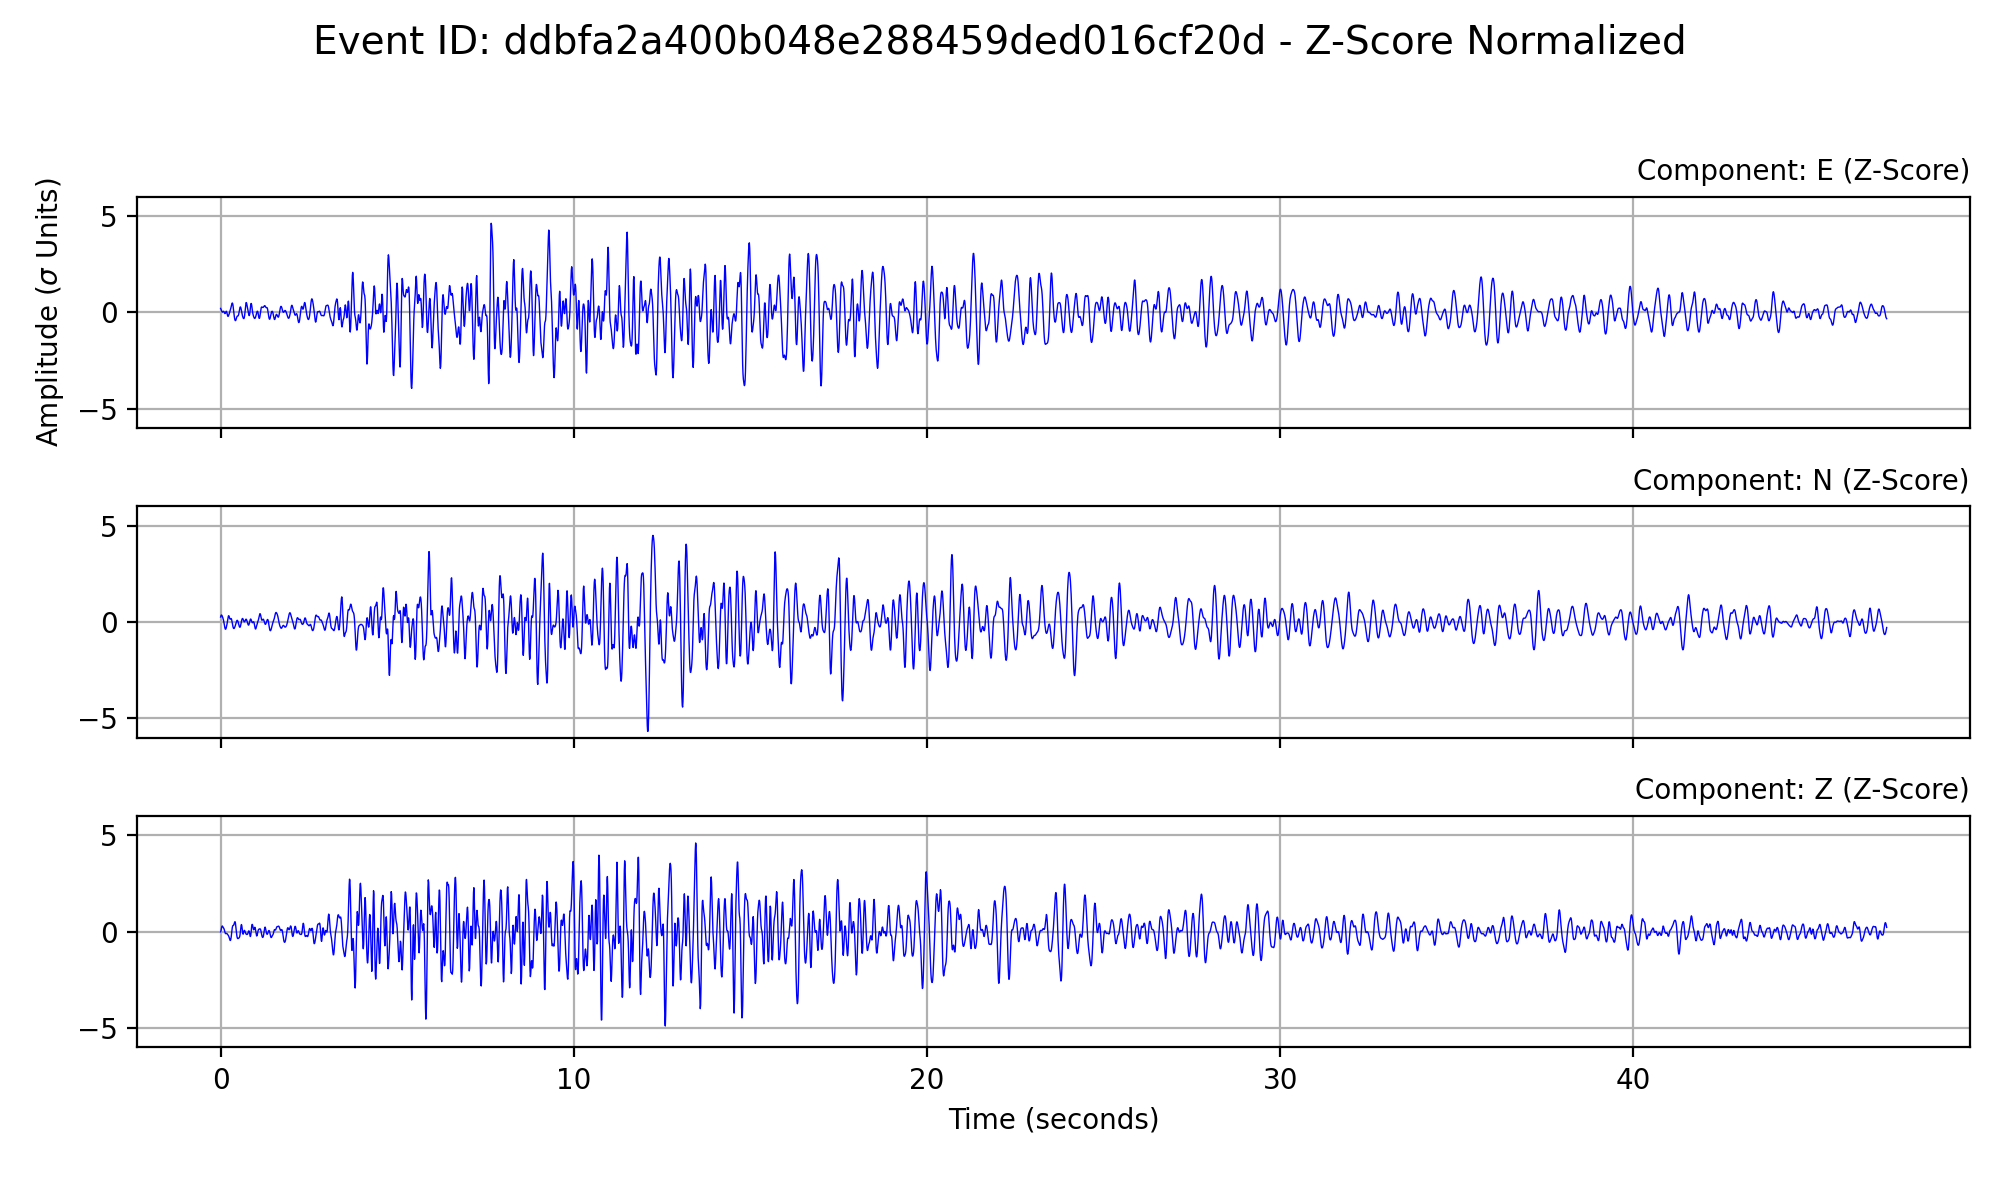 Event ID: ddbfa2a400b048e288459ded016cf20d - Z-Score Normalized
Component: E (Z-Score)
Amplitude (σ Units)
5
0
−5
Component: N (Z-Score)
5
0
−5
Component: Z (Z-Score)
5
0
−5
0 10 20 30 40
Time (seconds)